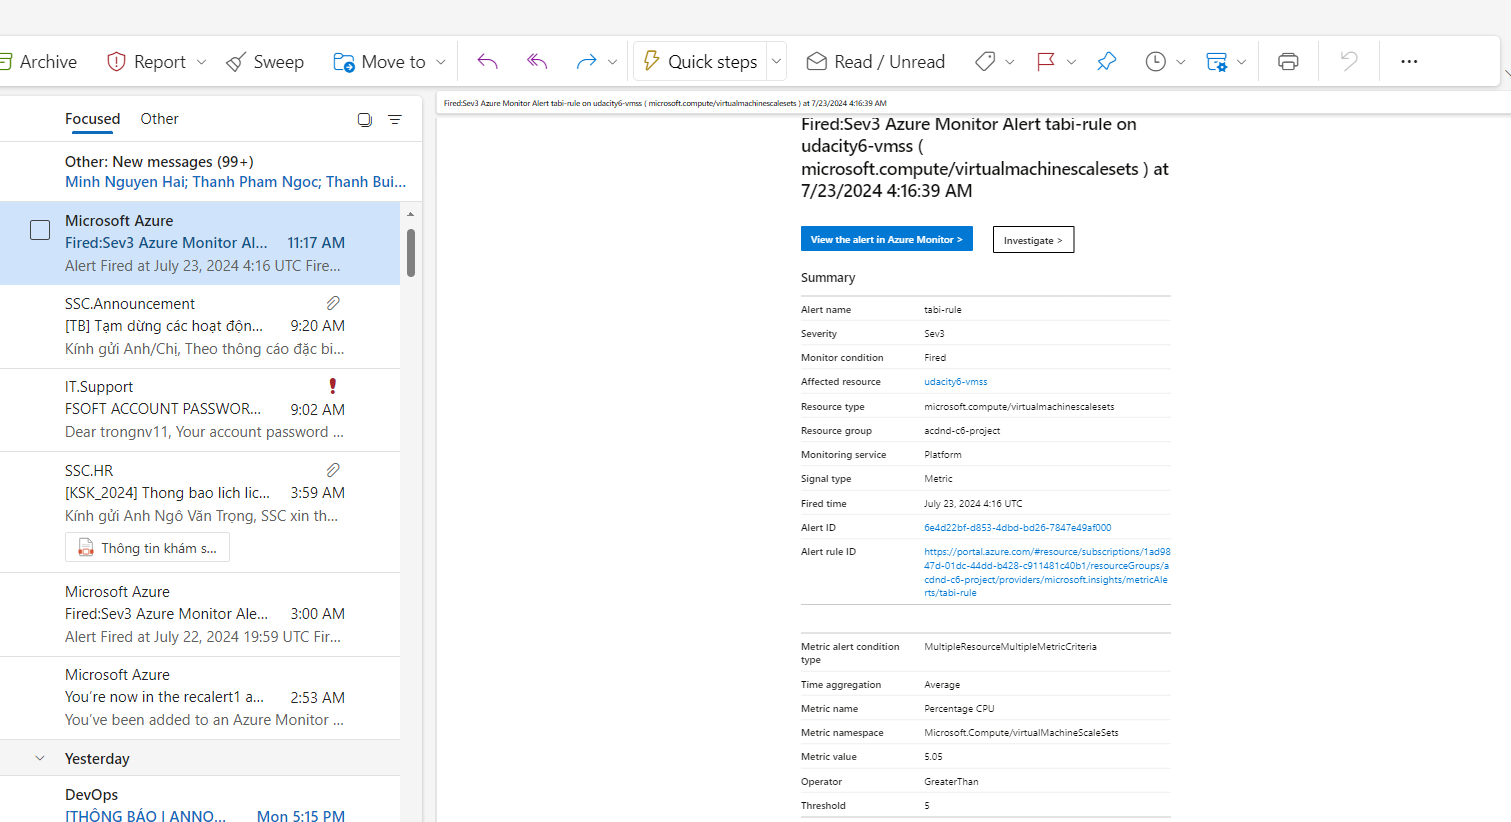 Archive
Report
Sweep
Move to
Quick steps
Read / Unread
Focused
Other
Other: New messages (99+)
Minh Nguyen Hai; Thanh Pham Ngoc; Thanh Bui...
Microsoft Azure
Fired:Sev3 Azure Monitor Al... 11:17 AM
Alert Fired at July 23, 2024 4:16 UTC Fire...
SSC.Announcement
[TB] Tạm dừng các hoạt độn... 9:20 AM
Kính gửi Anh/Chị, Theo thông cáo đặc bi...
IT.Support
FSOFT ACCOUNT PASSWOR... 9:02 AM
Dear trongnv11, Your account password ...
SSC.HR
[KSK_2024] Thong bao lich lic... 3:59 AM
Kính gửi Anh Ngô Văn Trọng, SSC xin th...
Thông tin khám s...
Microsoft Azure
Fired:Sev3 Azure Monitor Ale... 3:00 AM
Alert Fired at July 22, 2024 19:59 UTC Fir...
Microsoft Azure
You're now in the recalert1 a... 2:53 AM
You've been added to an Azure Monitor ...
Yesterday
DevOps
[THÔNG BÁO | ANNO... Mon 5:15 PM
Fired:Sev3 Azure Monitor Alert tabi-rule on udacity6-vmss ( microsoft.compute/virtualmachinescalesets ) at 7/23/2024 4:16:39 AM
Fired:Sev3 Azure Monitor Alert tabi-rule on
udacity6-vmss (
microsoft.compute/virtualmachinescalesets ) at
7/23/2024 4:16:39 AM
View the alert in Azure Monitor >
Investigate >
Summary
Alert name tabi-rule
Severity Sev3
Monitor condition Fired
Affected resource udacity6-vmss
Resource type microsoft.compute/virtualmachinescalesets
Resource group acdnd-c6-project
Monitoring service Platform
Signal type Metric
Fired time July 23, 2024 4:16 UTC
Alert ID 6e4d22bf-d853-4dbd-bd26-7847e49af000
Alert rule ID https://portal.azure.com/#resource/subscriptions/1ad98
47d-01dc-44dd-b428-c911481c40b1/resourceGroups/a
cdnd-c6-project/providers/microsoft.insights/metricAle
rts/tabi-rule
Metric alert condition MultipleResourceMultipleMetricCriteria
type
Time aggregation Average
Metric name Percentage CPU
Metric namespace Microsoft.Compute/virtualMachineScaleSets
Metric value 5.05
Operator GreaterThan
Threshold 5